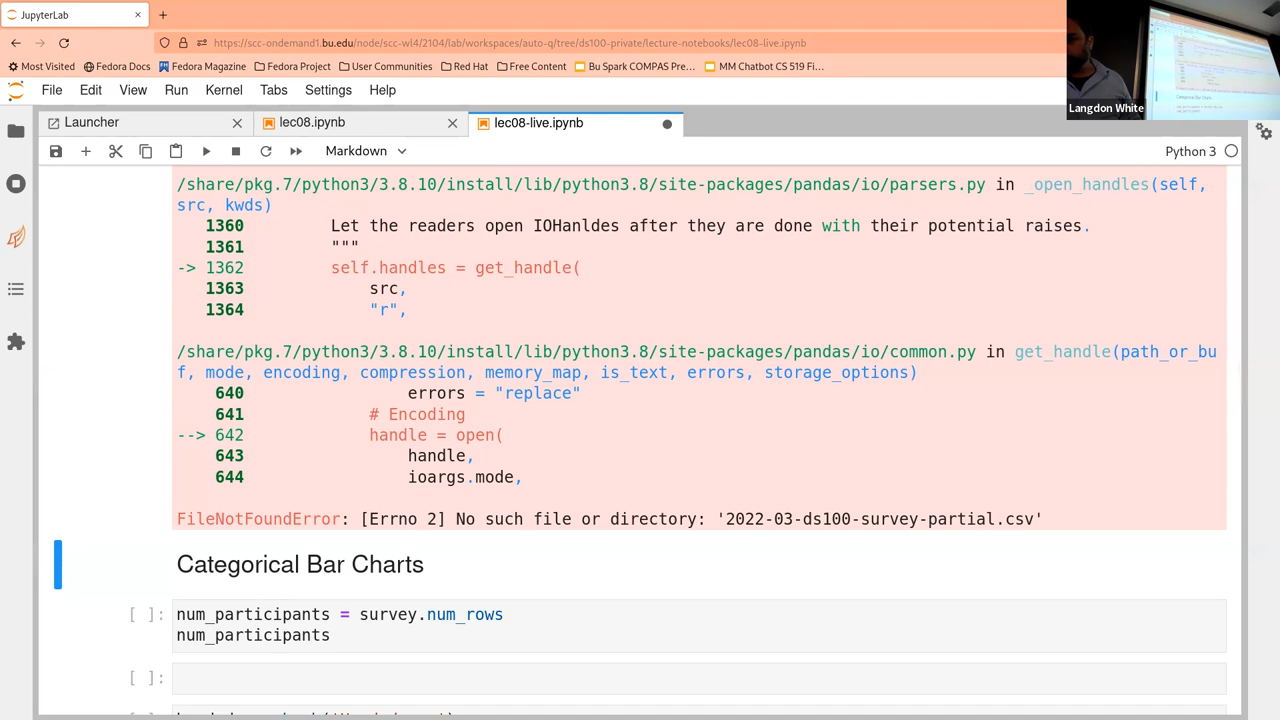 JupyterLab
https://scc-ondemand1.bu.edu/node/scc-wl4/2104/lab/workspaces/auto-q/tree/ds100-private/lecture-notebooks/lec08-live.ipynb
Most Visited Fedora Docs Fedora Magazine Fedora Project User Communities Red Hat Free Content Bu Spark COMPAS Pre… MM Chatbot CS 519 Fi…
Langdon White
File Edit View Run Kernel Tabs Settings Help
Launcher lec08.ipynb lec08-live.ipynb
Markdown Python 3
/share/pkg.7/python3/3.8.10/install/lib/python3.8/site-packages/pandas/io/parsers.py in _open_handles(self,
src, kwds)
1360 Let the readers open IOHanldes after they are done with their potential raises.
1361 """
-> 1362 self.handles = get_handle(
1363 src,
1364 "r",
/share/pkg.7/python3/3.8.10/install/lib/python3.8/site-packages/pandas/io/common.py in get_handle(path_or_bu
f, mode, encoding, compression, memory_map, is_text, errors, storage_options)
640 errors = "replace"
641 # Encoding
--> 642 handle = open(
643 handle,
644 ioargs.mode,
FileNotFoundError: [Errno 2] No such file or directory: '2022-03-ds100-survey-partial.csv'
Categorical Bar Charts
[ ]: num_participants = survey.num_rows
num_participants
[ ]: